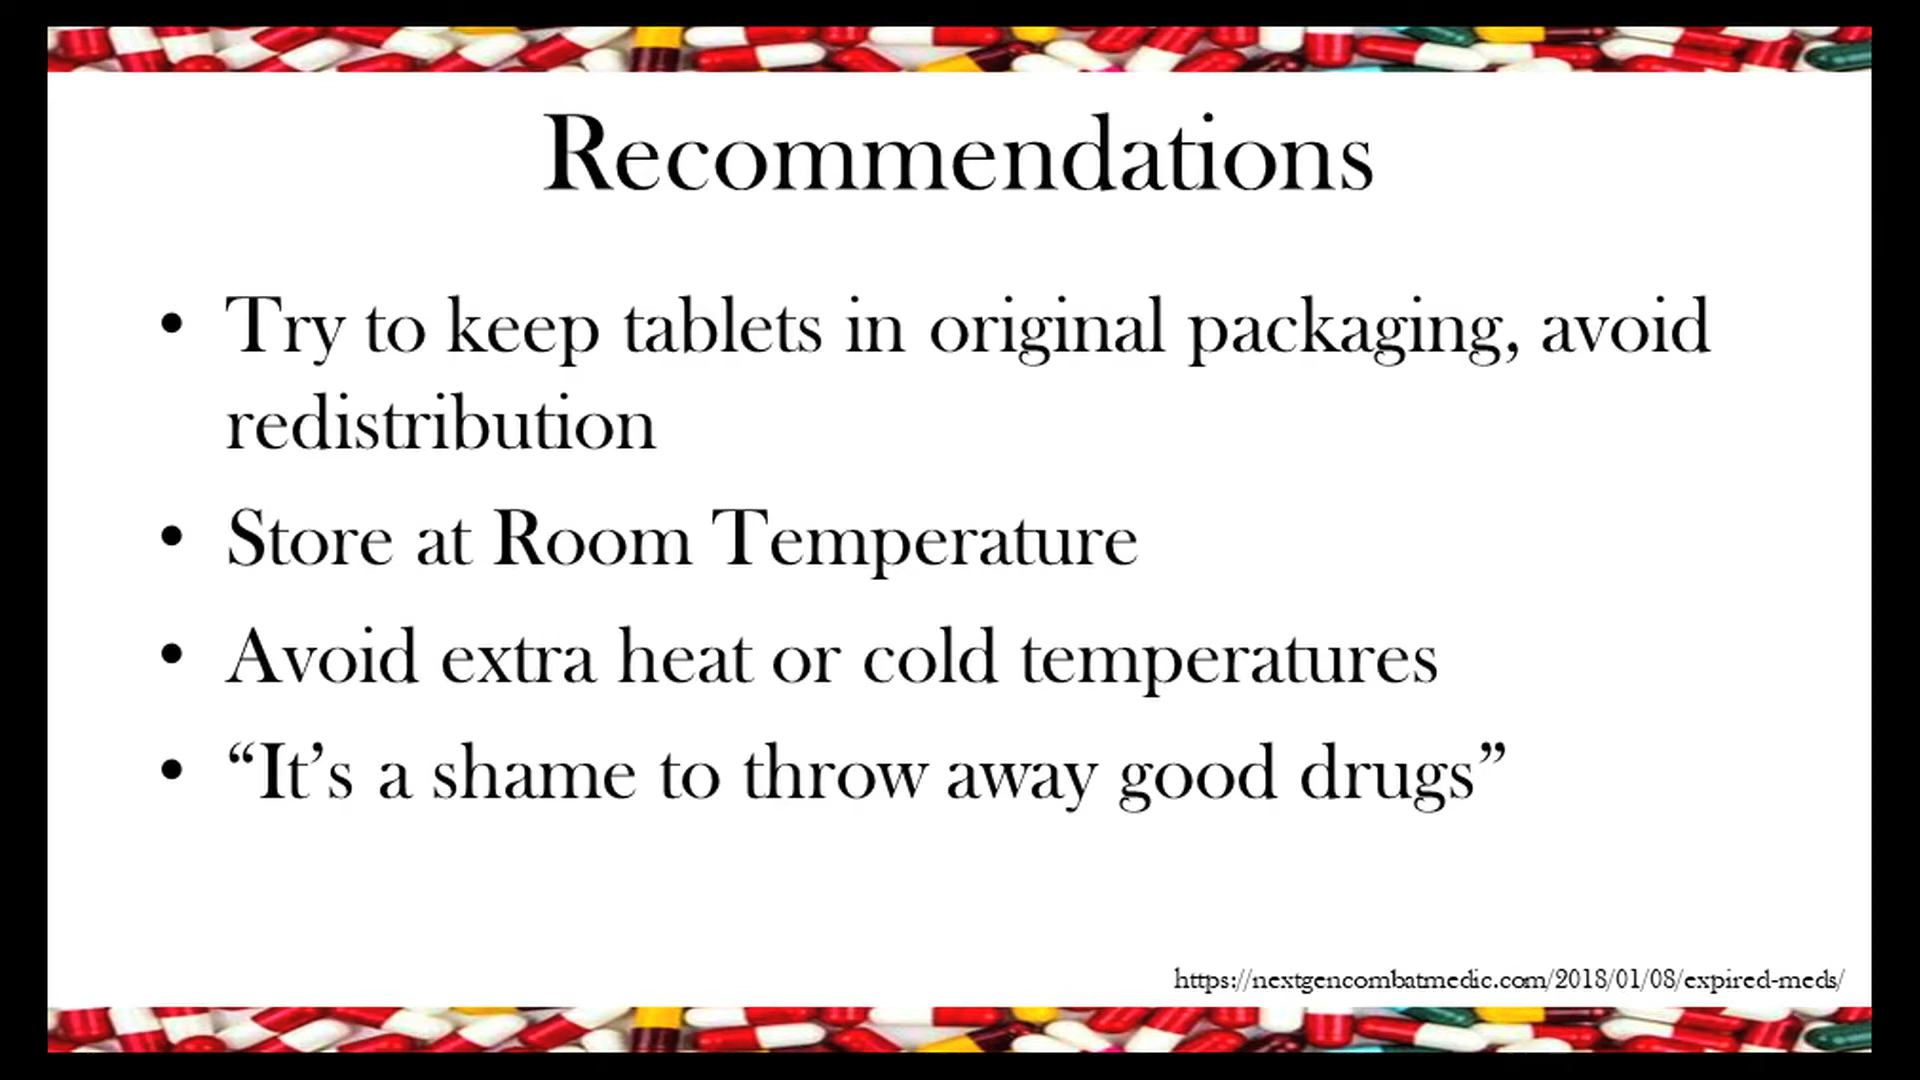 Recommendations
• Try to keep tablets in original packaging, avoid
redistribution
• Store at Room Temperature
• Avoid extra heat or cold temperatures
• “It’s a shame to throw away good drugs”
https://nextgencombatmedic.com/2018/01/08/expired-meds/